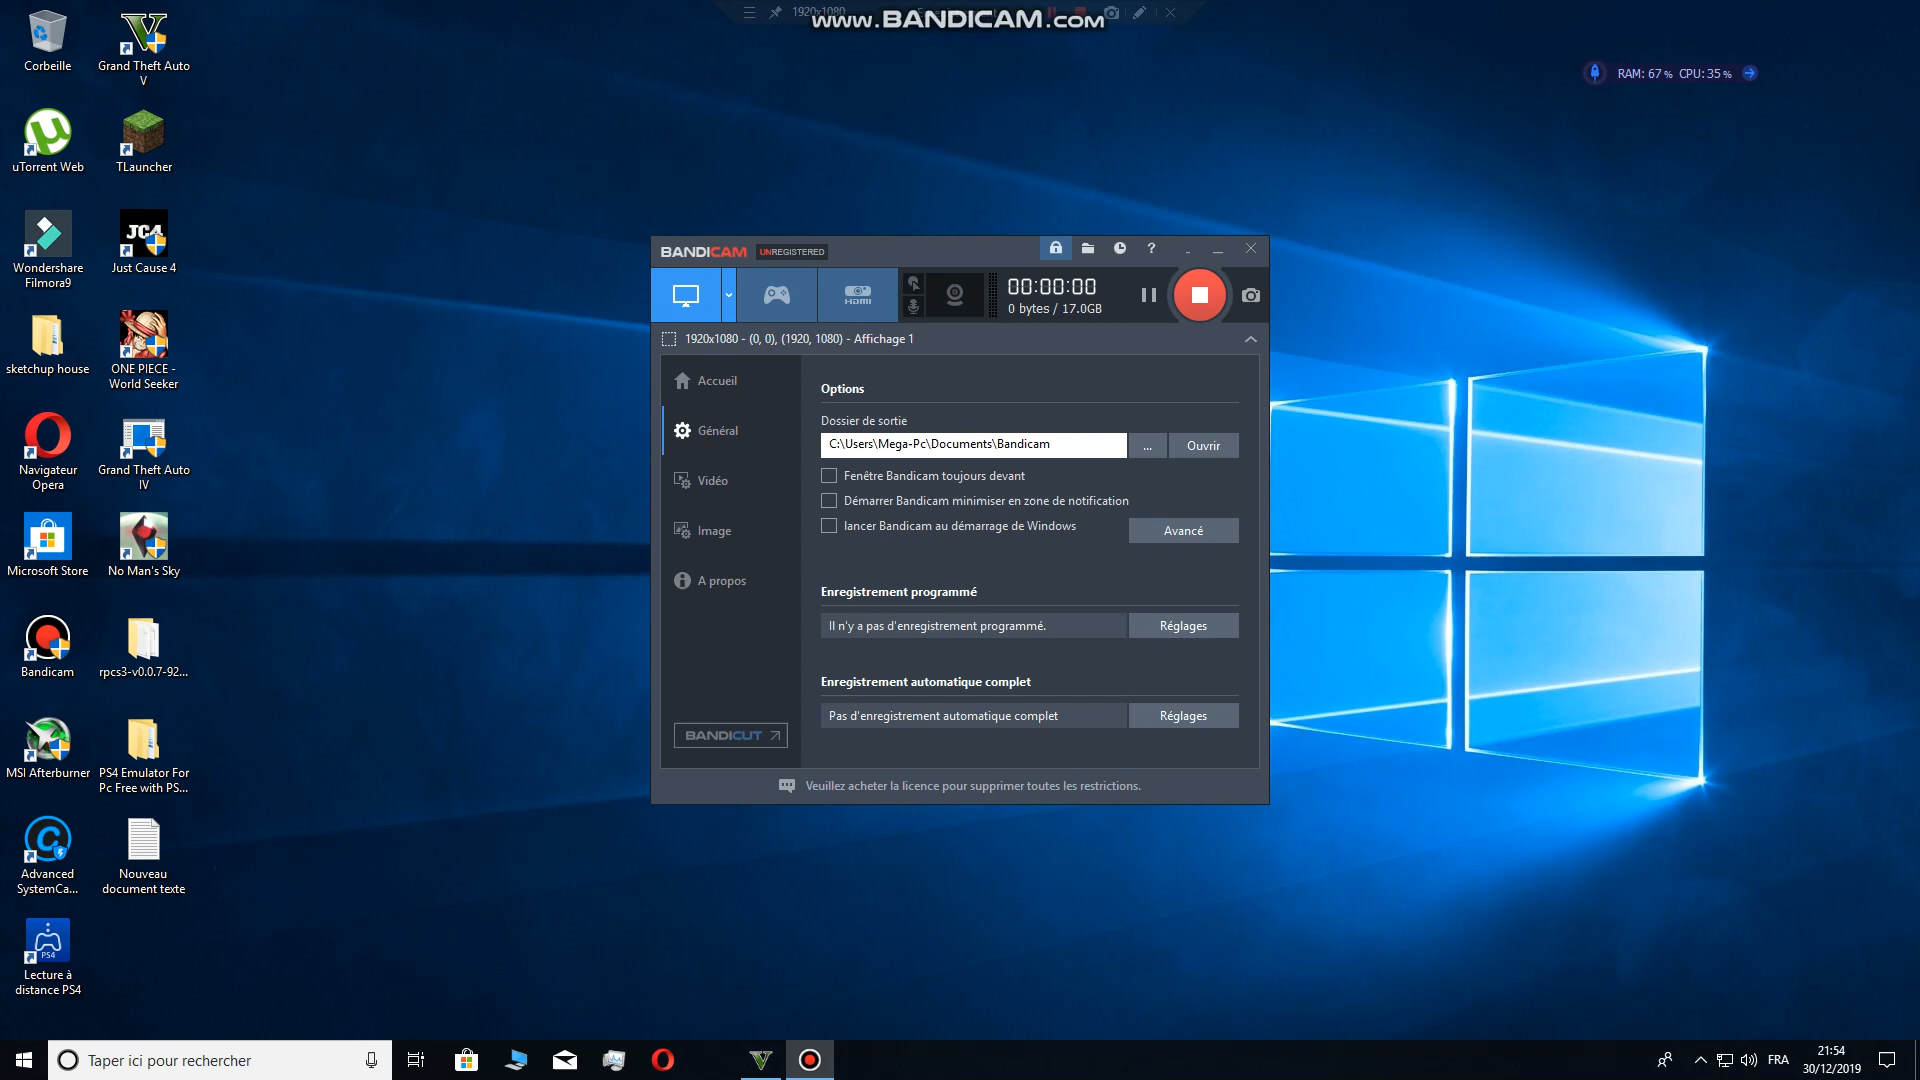 1920x1080
www.BANDICAM.com
RAM: 67 % CPU: 35 %
Corbeille
Grand Theft Auto
V
uTorrent Web
TLauncher
Wondershare
Filmora9
Just Cause 4
sketchup house
ONE PIECE -
World Seeker
Navigateur
Opera
Grand Theft Auto
IV
Microsoft Store
No Man's Sky
Bandicam
rpcs3-v0.0.7-92...
MSI Afterburner
PS4 Emulator For
Pc Free with PS...
Advanced
SystemCa...
Nouveau
document texte
PS4
Lecture à
distance PS4
JC4
BANDICAM UNREGISTERED
?
HDMI
00:00:00
0 bytes / 17.0GB
1920x1080 - (0, 0), (1920, 1080) - Affichage 1
Accueil
Général
Vidéo
Image
A propos
BANDICUT
Options
Dossier de sortie
C:\Users\Mega-Pc\Documents\Bandicam
...
Ouvrir
Fenêtre Bandicam toujours devant
Démarrer Bandicam minimiser en zone de notification
lancer Bandicam au démarrage de Windows
Avancé
Enregistrement programmé
Il n'y a pas d'enregistrement programmé.
Réglages
Enregistrement automatique complet
Pas d'enregistrement automatique complet
Réglages
Veuillez acheter la licence pour supprimer toutes les restrictions.
Taper ici pour rechercher
FRA
21:54
30/12/2019